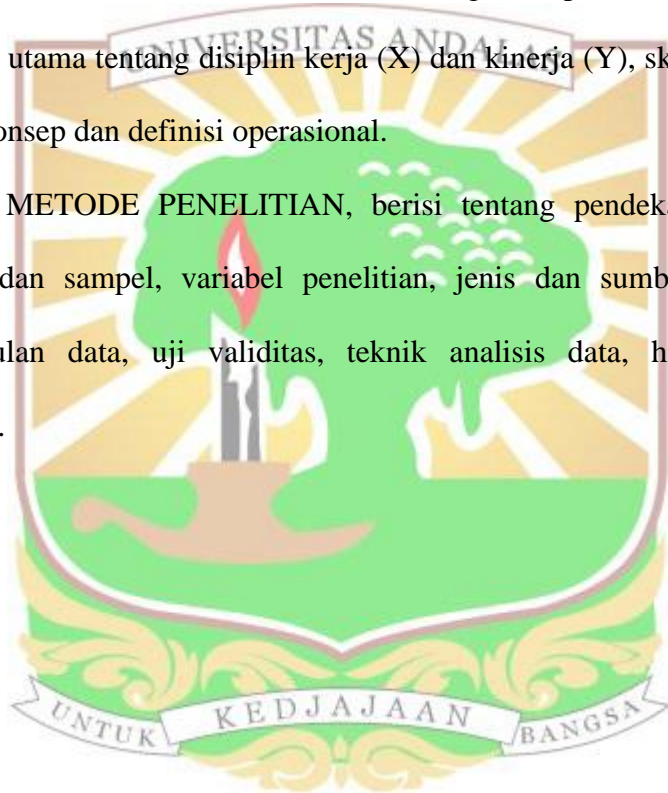 UNIVERSITAS ANDALAS
utama tentang disiplin kerja (X) dan kinerja (Y), sk
onsep dan definisi operasional.
METODE PENELITIAN, berisi tentang pendeka
dan sampel, variabel penelitian, jenis dan sumb
ulan data, uji validitas, teknik analisis data, h
.
UNTUK KEDJAJAAN BANGSA